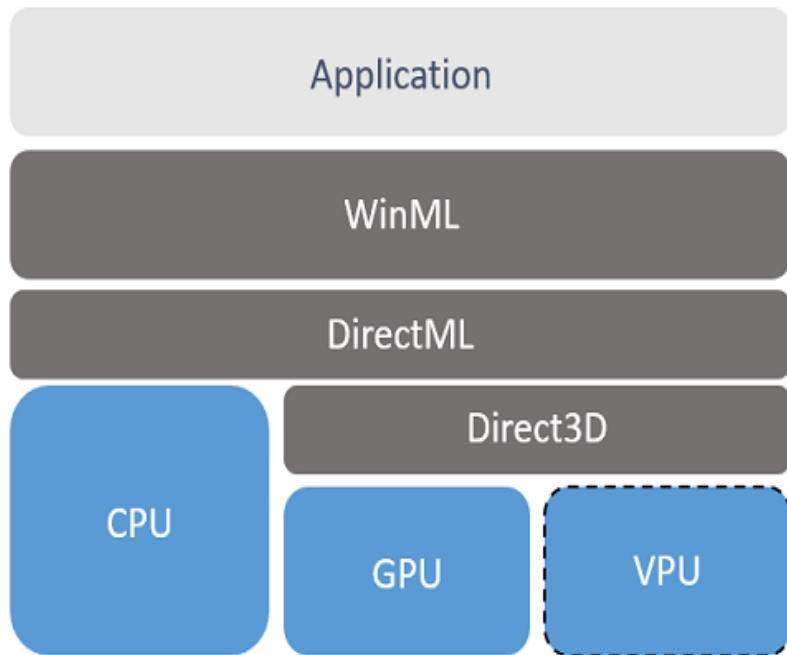 Application
WinML
DirectML
Direct3D
CPU
GPU
VPU